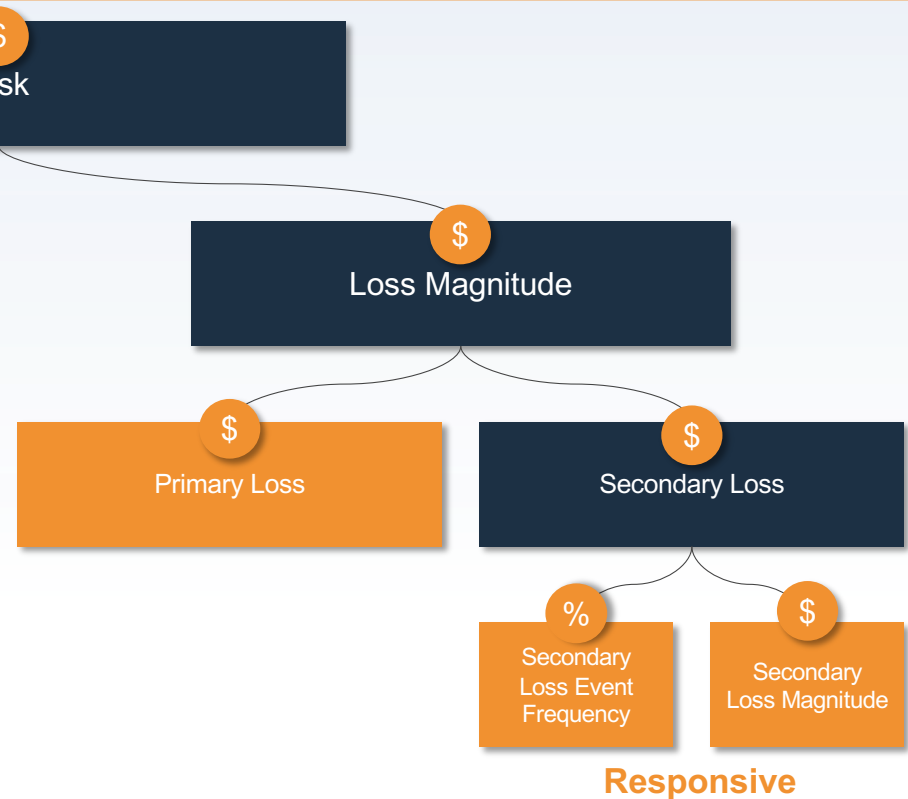 $
sk
$
Loss Magnitude
$
Primary Loss
$
Secondary Loss
%
Secondary
Loss Event
Frequency
$
Secondary
Loss Magnitude
Responsive